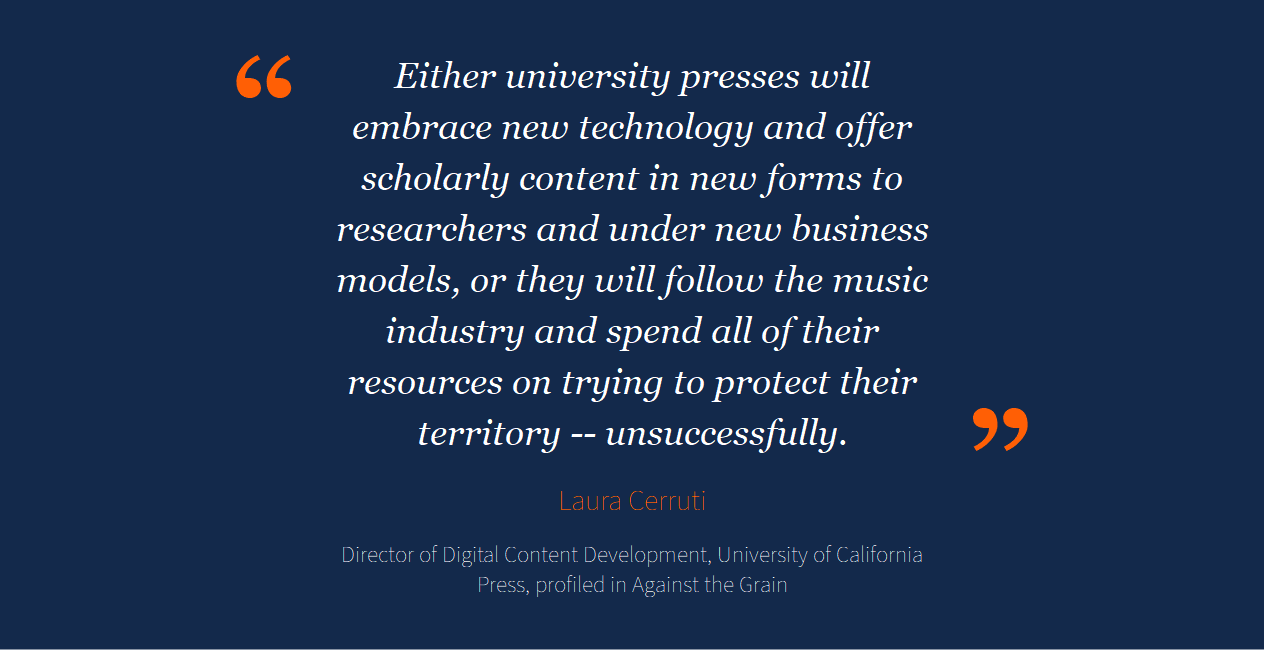 “ Either university presses will
embrace new technology and offer
scholarly content in new forms to
researchers and under new business
models, or they will follow the music
industry and spend all of their
resources on trying to protect their
territory -- unsuccessfully. ”
Laura Cerruti
Director of Digital Content Development, University of California
Press, profiled in Against the Grain